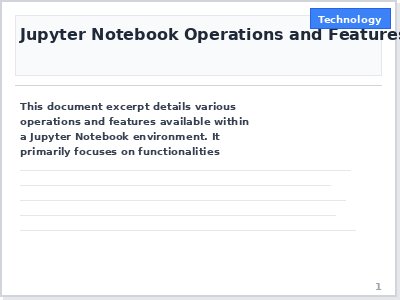 Technology
Jupyter Notebook Operations and Features
This document excerpt details various
operations and features available within
a Jupyter Notebook environment. It
primarily focuses on functionalities
1